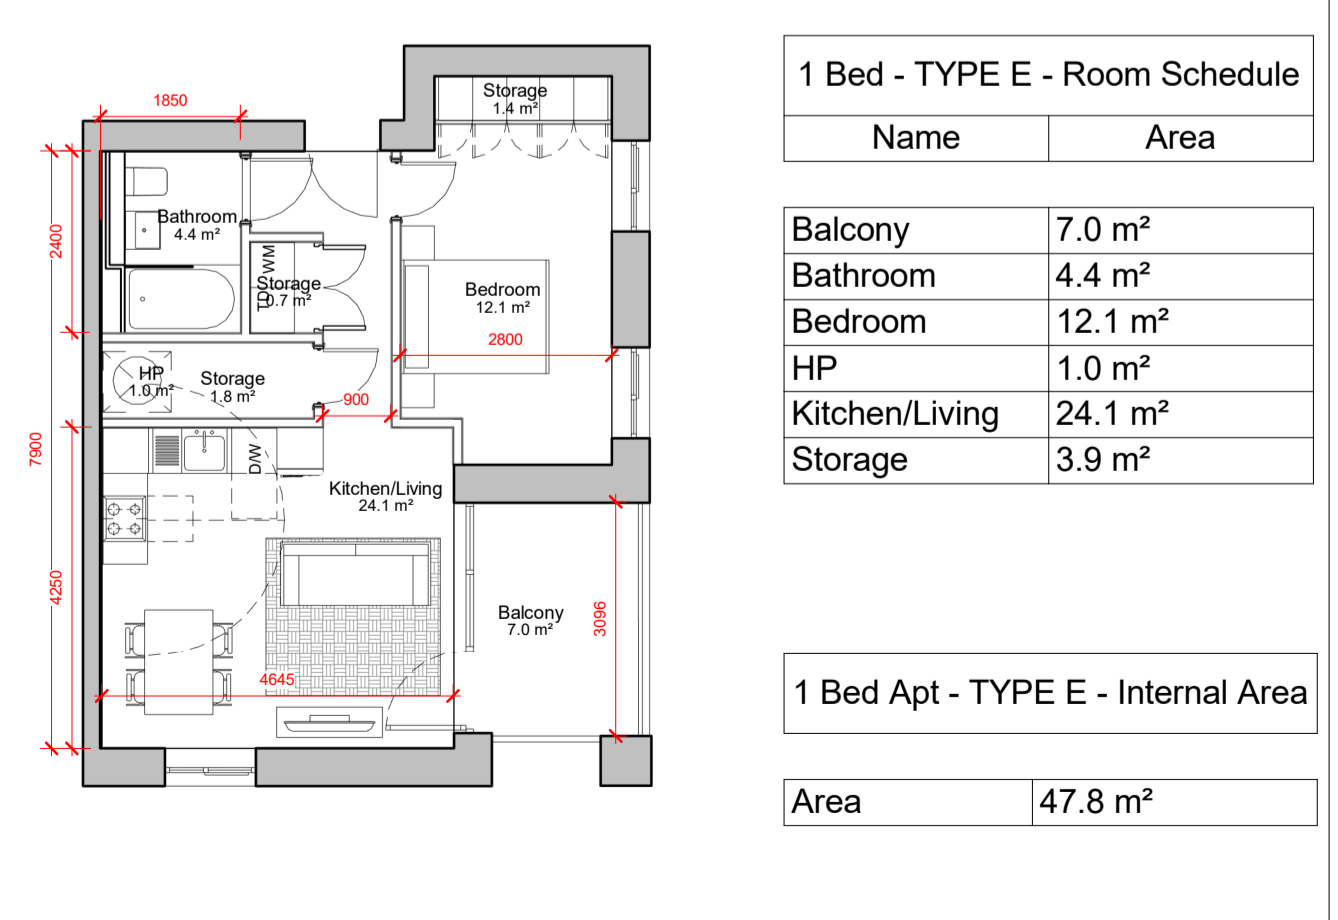 1850
Storage
1.4 m²
2400
Bathroom
4.4 m²
TD WM
Storage
0.7 m²
Bedroom
12.1 m²
2800
HP
1.0 m²
Storage
1.8 m²
900
7900
D/W
Kitchen/Living
24.1 m²
4250
Balcony
7.0 m²
3096
4645
1 Bed - TYPE E - Room Schedule
Name Area
Balcony 7.0 m²
Bathroom 4.4 m²
Bedroom 12.1 m²
HP 1.0 m²
Kitchen/Living 24.1 m²
Storage 3.9 m²
1 Bed Apt - TYPE E - Internal Area
Area 47.8 m²